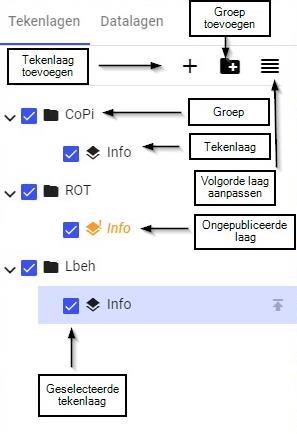 Groep
toevoegen
Tekenlagen
Datalagen
Tekenlaag
toevoegen
CoPi
Groep
Info
Tekenlaag
Volgorde laag
aanpassen
ROT
Info
Ongepubliceerde
laag
Lbeh
Info
Geselecteerde
tekenlaag